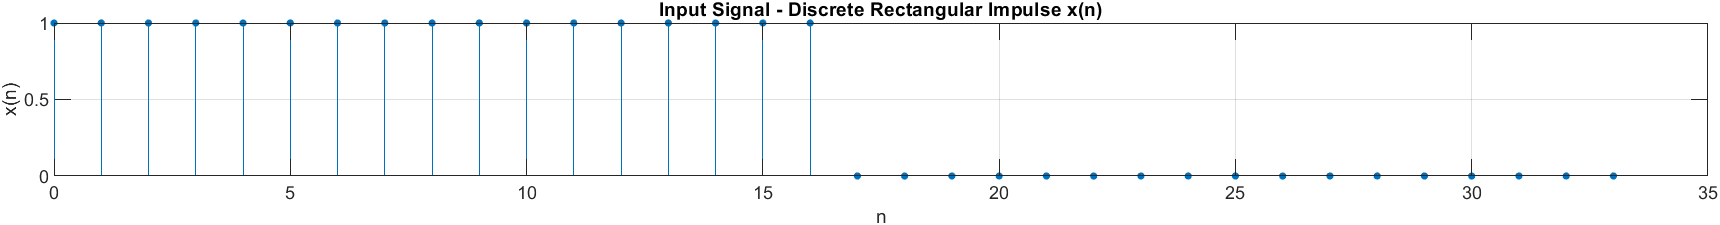 Input Signal - Discrete Rectangular Impulse x(n)
1
0.5
0
x(n)
0 5 10 15 20 25 30 35
n